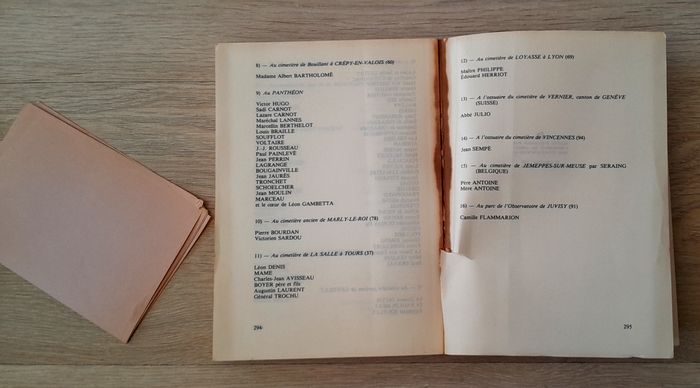 8) — Au cimetière de Bouillant à CRÉPY-EN-VALOIS (60)
Madame Albert BARTHOLOMÉ
9) Au PANTHÉON
Victor HUGO
Sadi CARNOT
Lazare CARNOT
Maréchal LANNES
Marcellin BERTHELOT
Louis BRAILLE
SOUFFLOT
VOLTAIRE
J.-J. ROUSSEAU
Paul PAINLEVÉ
Jean PERRIN
LAGRANGE
BOUGAINVILLE
Jean JAURÈS
TRONCHET
SCHOELCHER
Jean MOULIN
MARCEAU
et le cœur de Léon GAMBETTA
10) — Au cimetière ancien de MARLY-LE-ROI (78)
Pierre BOURDAN
Victorien SARDOU
11) — Au cimetière de LA SALLE à TOURS (37)
Léon DENIS
MAME
Charles-Jean AVISSEAU
BOYER père et fils
Augustin LAURENT
Général TROCHU
294
12) — Au cimetière de LOYASSE à LYON (69)
Maître PHILIPPE
Édouard HERRIOT
13) — A l'ossuaire du cimetière de VERNIER, canton de GENÈVE
(SUISSE)
Abbé JULIO
14) — A l'ossuaire du cimetière de VINCENNES (94)
Jean SEMPÉ
15) — Au cimetière de JEMEPPES-SUR-MEUSE par SERAING
(BELGIQUE)
Père ANTOINE
Mère ANTOINE
16) — Au parc de l'Observatoire de JUVISY (91)
Camille FLAMMARION
295